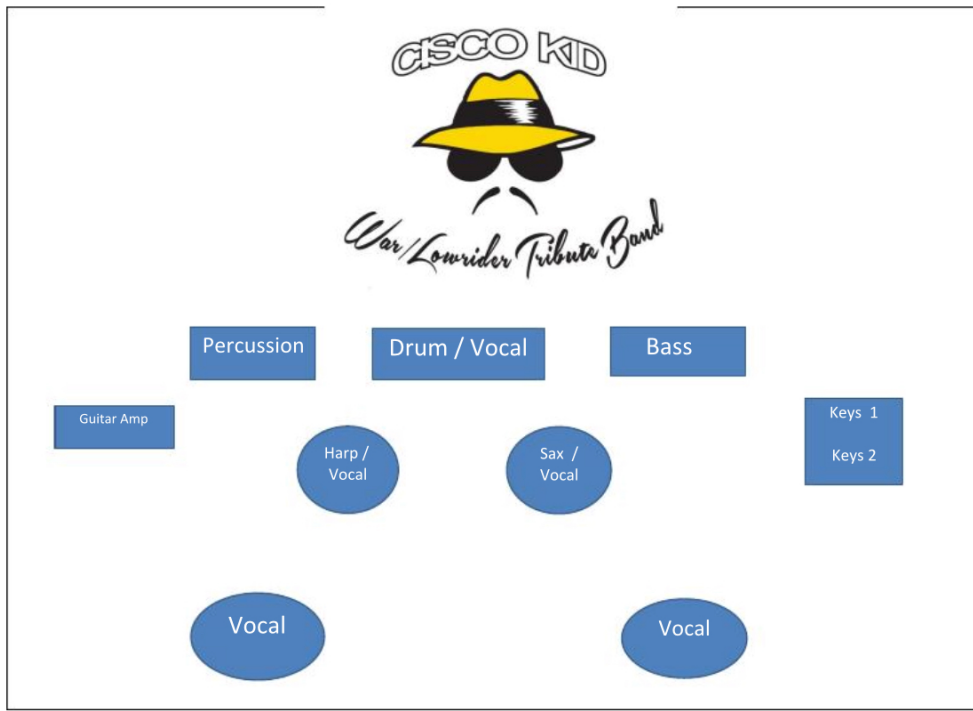 CISCO KID
War/Lowrider Tribute Band
Percussion
Drum / Vocal
Bass
Guitar Amp
Keys 1
Keys 2
Harp /
Vocal
Sax /
Vocal
Vocal
Vocal